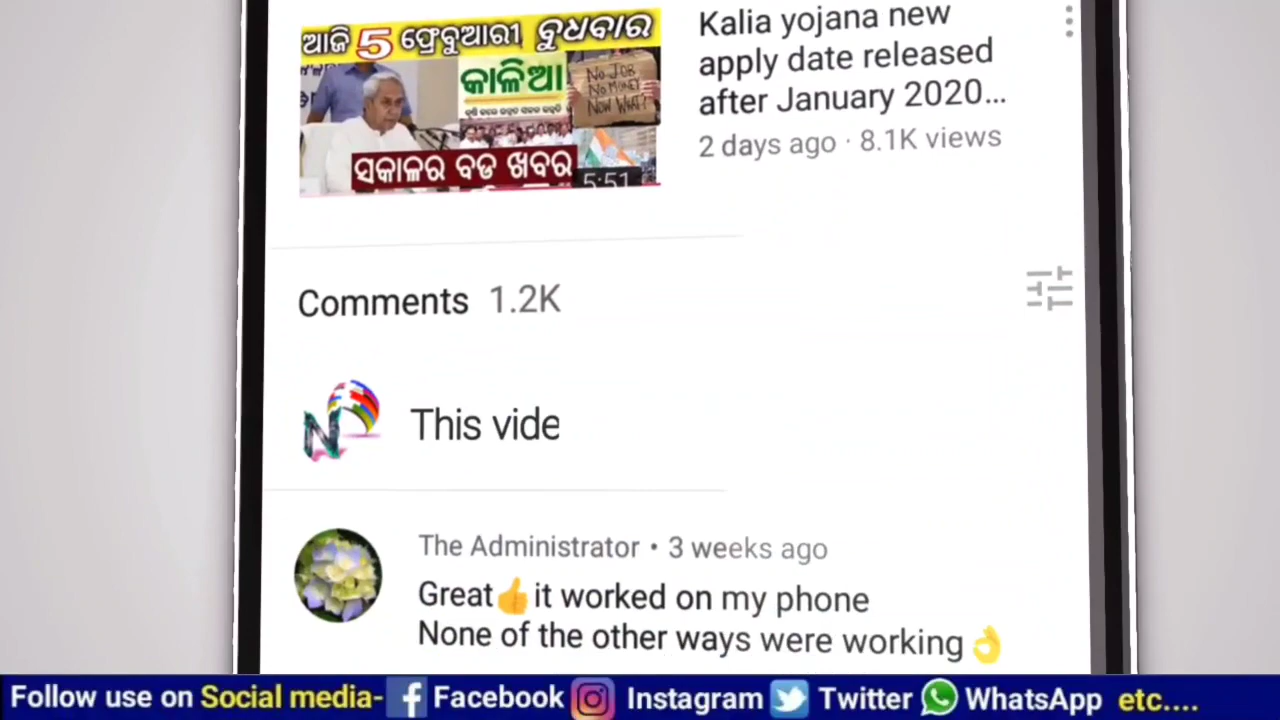 ଆଜି 5 ଫେବୃଆରୀ ବୁଧବାର
କାଳିଆ
NO JOB
NO MONEY
NOW WHAT?
ସକାଳର ବଡ ଖବର
5:51
Kalia yojana new
apply date released
after January 2020...
2 days ago · 8.1K views
Comments 1.2K
N
This vide
The Administrator • 3 weeks ago
Great👍it worked on my phone
None of the other ways were working👌
Follow use on Social media- Facebook Instagram Twitter WhatsApp etc....